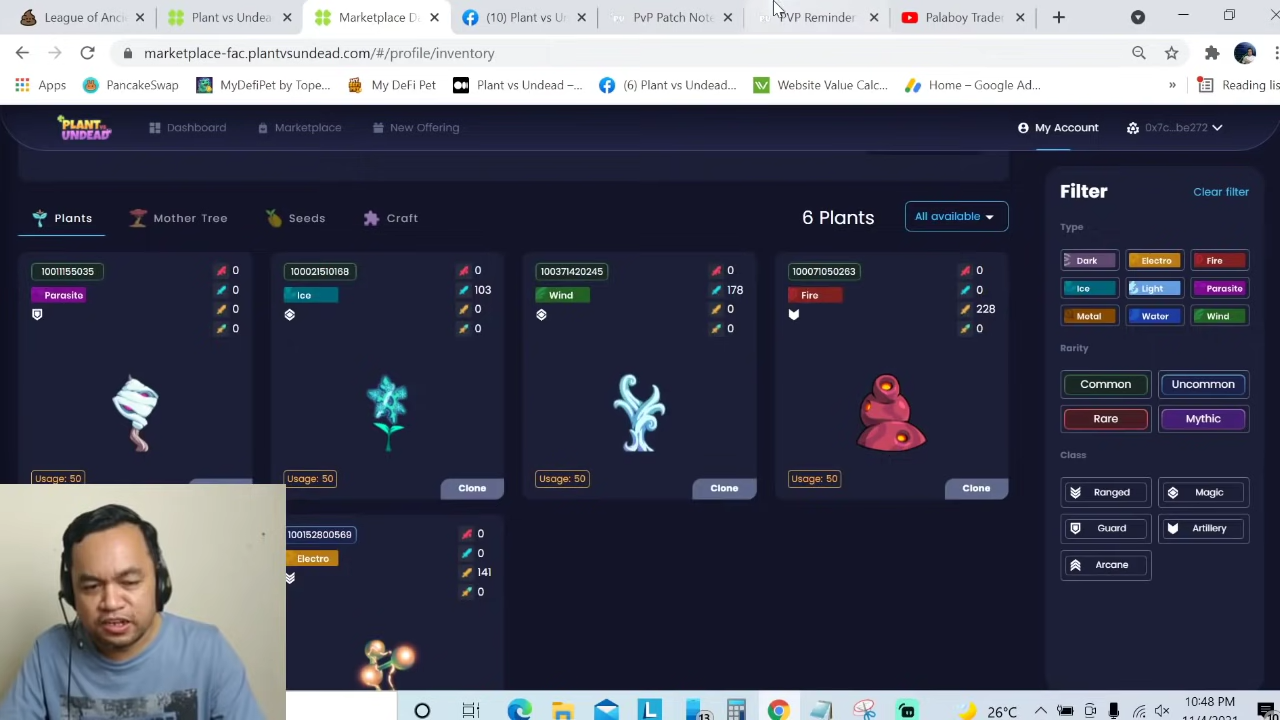 League of Anci
Plant vs Undea
Marketplace D
(10) Plant vs Un
PvP Patch Note
PVP Reminder
Palaboy Trader
marketplace-fac.plantvsundead.com/#/profile/inventory
Apps
PancakeSwap
MyDefiPet by Tope...
My DeFi Pet
Plant vs Undead –...
(6) Plant vs Undead...
Website Value Calc...
Home – Google Ad...
»
Reading list
PLANT VS UNDEAD
Dashboard
Marketplace
New Offering
My Account
0x7c...be272
Plants
Mother Tree
Seeds
Craft
6 Plants
All available
Filter
Clear filter
Type
Dark
Electro
Fire
Ice
Light
Parasite
Metal
Water
Wind
Rarity
Common
Uncommon
Rare
Mythic
Class
Ranged
Magic
Guard
Artillery
Arcane
10011155035
Parasite
0
0
0
0
Usage: 50
100021510168
Ice
0
103
0
0
Usage: 50
Clone
100371420245
Wind
0
178
0
0
Usage: 50
Clone
100071050263
Fire
0
0
228
0
Usage: 50
Clone
100152800569
Electro
0
0
141
0
13
26°C
10:48 PM